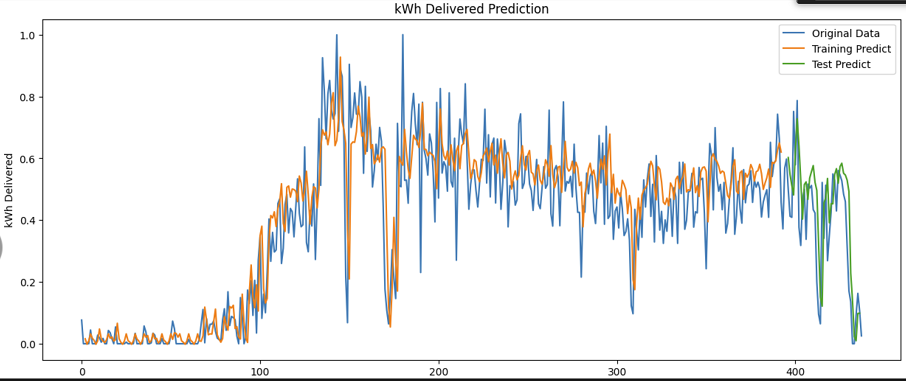 kWh Delivered Prediction
Original Data
Training Predict
Test Predict
kWh Delivered
1.0
0.8
0.6
0.4
0.2
0.0
0 100 200 300 400